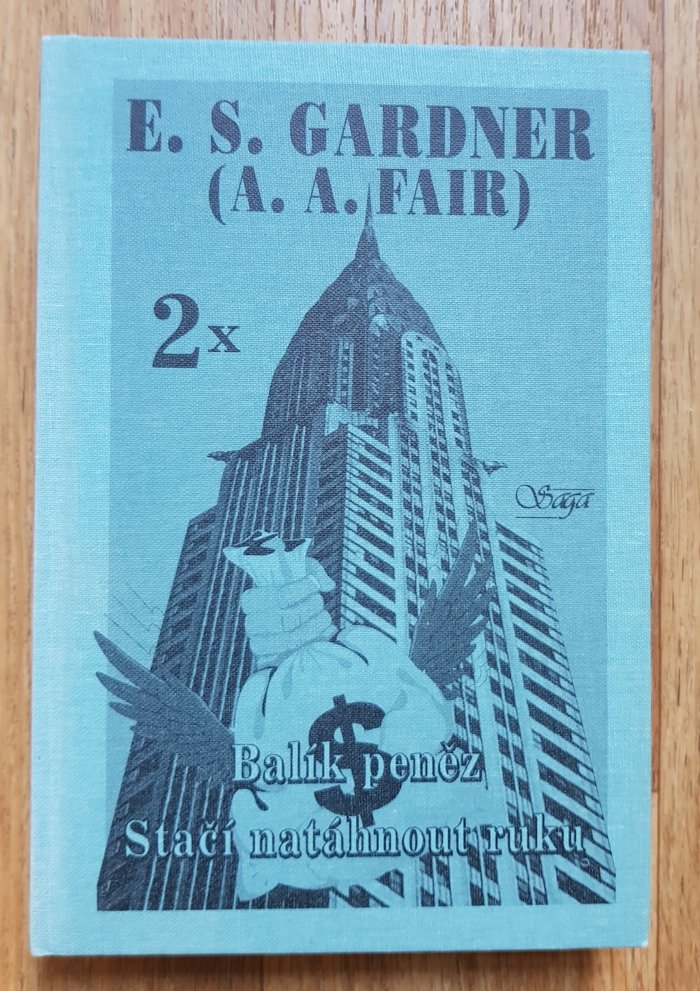 E. S. GARDNER
(A. A. FAIR)
2x
Saga
Balík peněz
Stačí natáhnout ruku